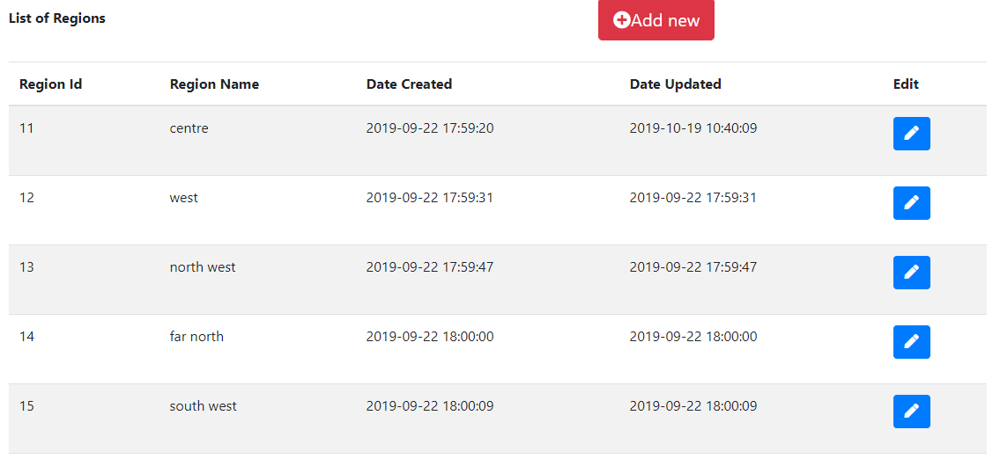 List of Regions
Add new
Region Id Region Name Date Created Date Updated Edit
11 centre 2019-09-22 17:59:20 2019-10-19 10:40:09
12 west 2019-09-22 17:59:31 2019-09-22 17:59:31
13 north west 2019-09-22 17:59:47 2019-09-22 17:59:47
14 far north 2019-09-22 18:00:00 2019-09-22 18:00:00
15 south west 2019-09-22 18:00:09 2019-09-22 18:00:09